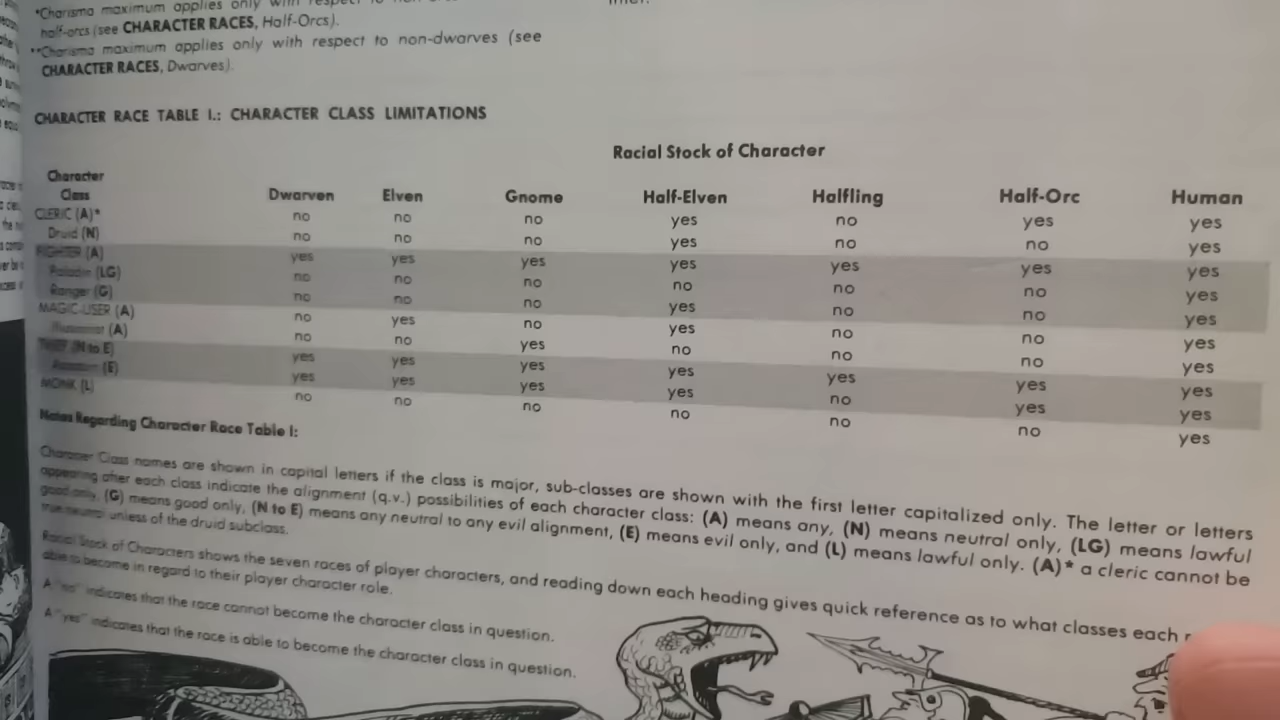 *Charisma maximum applies only with respect to non-
half-orcs (see CHARACTER RACES, Half-Orcs).
**Charisma maximum applies only with respect to non-dwarves (see
CHARACTER RACES, Dwarves).
CHARACTER RACE TABLE I.: CHARACTER CLASS LIMITATIONS
Racial Stock of Character
Character
Class Dwarven Elven Gnome Half-Elven Halfling Half-Orc Human
CLERIC (A)* no no no yes no yes yes
Druid (N) no no no yes no no yes
FIGHTER (A) yes yes yes yes yes yes yes
Paladin (LG) no no no no no no yes
Ranger (G) no no no yes no no yes
MAGIC-USER (A) no yes no yes no no yes
Illusionist (A) no no yes no no no yes
THIEF (N to E) yes yes yes yes yes yes yes
Assassin (E) yes yes yes yes no yes yes
MONK (L) no no no no no no yes
Notes Regarding Character Race Table I:
Character Class names are shown in capital letters if the class is major, sub-classes are shown with the first letter capitalized only. The letter or letters
appearing after each class indicate the alignment (q.v.) possibilities of each character class: (A) means any, (N) means neutral only, (LG) means lawful
good only, (G) means good only, (N to E) means any neutral to any evil alignment, (E) means evil only, and (L) means lawful only. (A)* a cleric cannot be
true neutral unless of the druid subclass.
Racial Stock of Characters shows the seven races of player characters, and reading down each heading gives quick reference as to what classes each
able to become in regard to their player character role.
A "no" indicates that the race cannot become the character class in question.
A "yes" indicates that the race is able to become the character class in question.